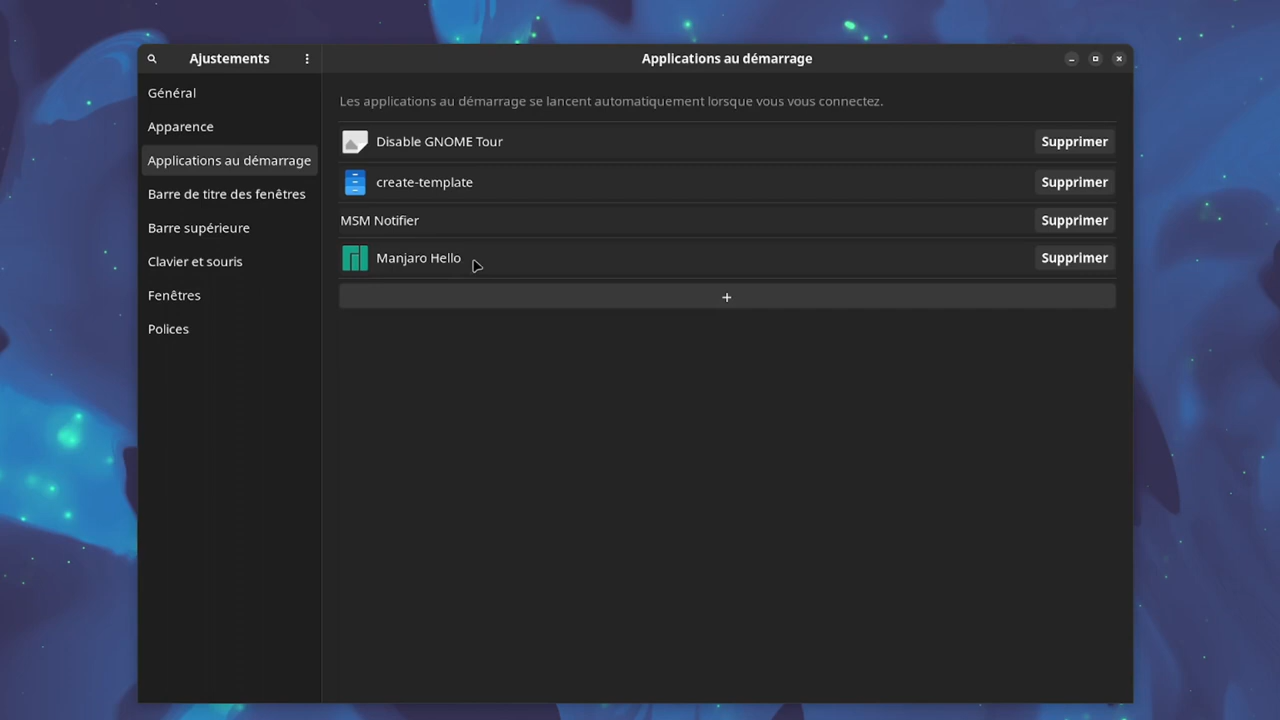 Ajustements
Applications au démarrage
Général
Apparence
Applications au démarrage
Barre de titre des fenêtres
Barre supérieure
Clavier et souris
Fenêtres
Polices
Les applications au démarrage se lancent automatiquement lorsque vous vous connectez.
Disable GNOME Tour Supprimer
create-template Supprimer
MSM Notifier Supprimer
Manjaro Hello Supprimer
+